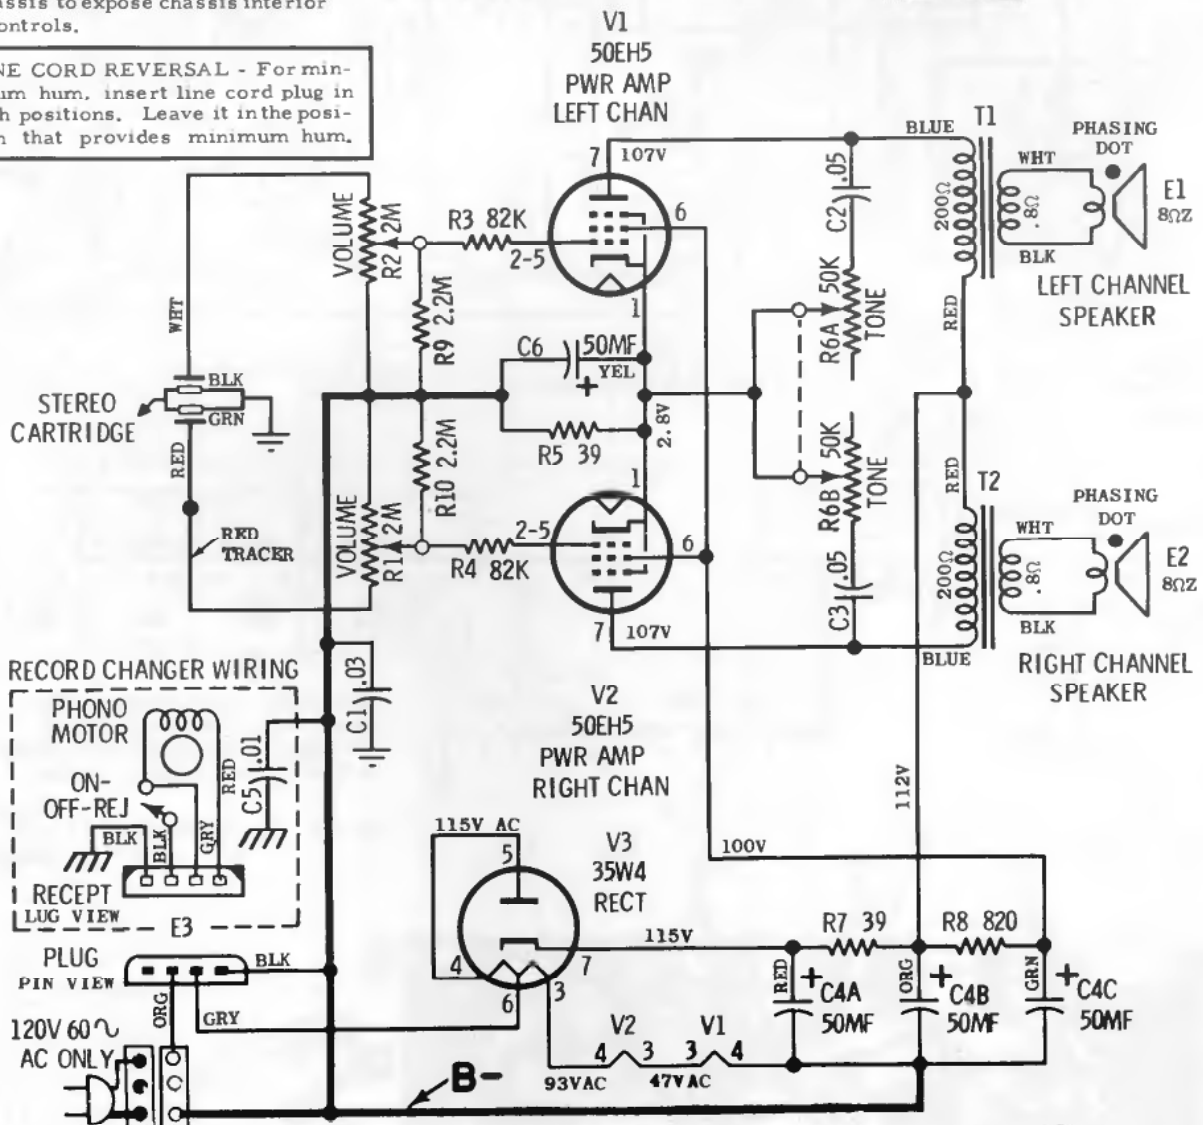 assis to expose chassis interior
ontrols.
NE CORD REVERSAL - For min-
um hum, insert line cord plug in
h positions. Leave it in the posi-
n that provides minimum hum.
V1
50EH5
PWR AMP
LEFT CHAN
7
107V
6
2-5
1
R3 82K
VOLUME
R2 2M
R9 2.2M
WHT
C2 .05
BLUE
T1
200Ω
.8Ω
WHT
BLK
PHASING
DOT
E1
8ΩZ
LEFT CHANNEL
SPEAKER
RED
R6A 50K
TONE
C6
50MF
YEL
+
BLK
GRN
STEREO
CARTRIDGE
RED
RED
TRACER
R5 39
2.8V
R10 2.2M
VOLUME
R1 2M
R4 82K
2-5
1
6
7
107V
R6B 50K
TONE
C3 .05
RED
T2
200Ω
.8Ω
WHT
BLK
BLUE
PHASING
DOT
E2
8ΩZ
RIGHT CHANNEL
SPEAKER
V2
50EH5
PWR AMP
RIGHT CHAN
C1 .03
RECORD CHANGER WIRING
PHONO
MOTOR
ON-
OFF-REJ
BLK
BLK
GRY
RED
C5 .01
RECEPT
LUG VIEW
E3
PLUG
PIN VIEW
BLK
ORG
GRY
120V 60∿
AC ONLY
115V AC
5
V3
35W4
RECT
4
6
3
7
115V
112V
100V
R7 39
R8 820
RED
+
C4A
50MF
ORG
+
C4B
50MF
GRN
+
C4C
50MF
V2
4 3
V1
3 4
93VAC
47VAC
B-